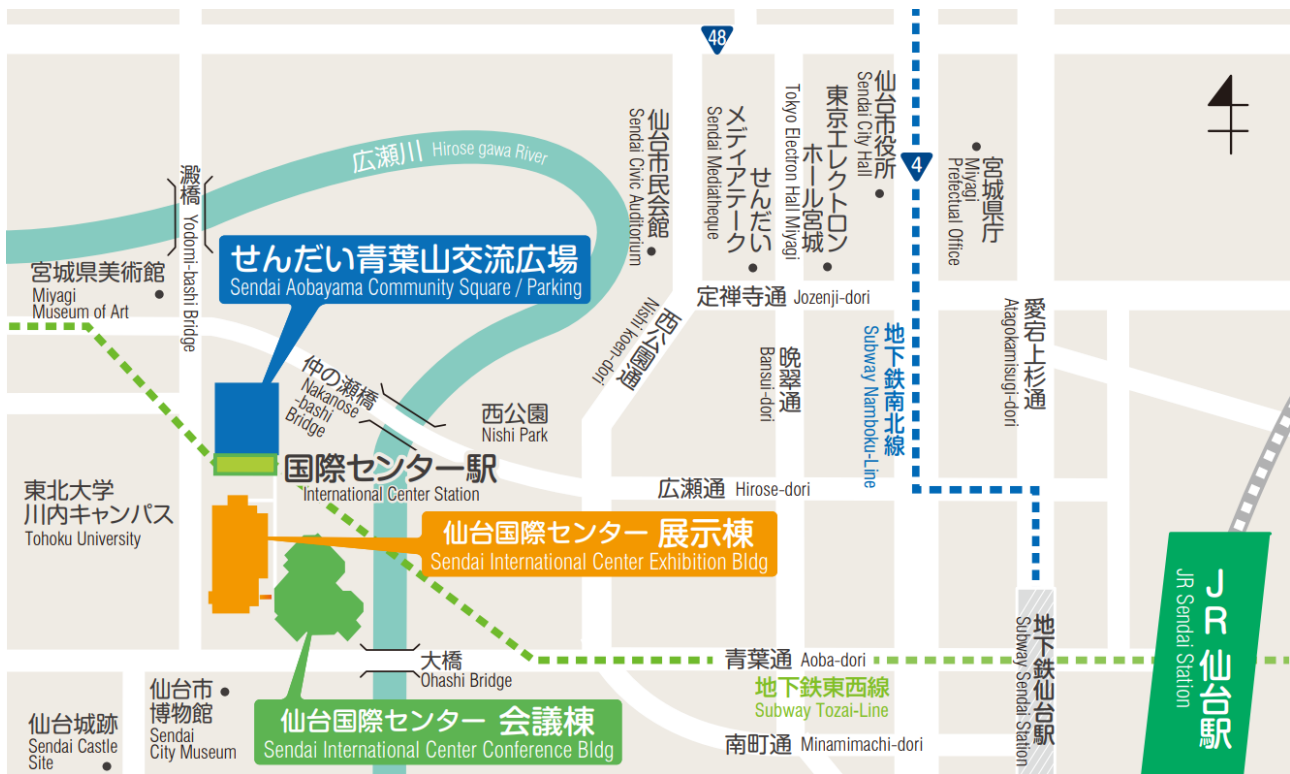 48
広瀬川 Hirose gawa River
澱橋 Yodomi-bashi Bridge
仙台市民会館
Sendai Civic Auditorium
せんだい
メディアテーク
Sendai Mediatheque
東京エレクトロン
ホール宮城
Tokyo Electron Hall Miyagi
仙台市役所
Sendai City Hall
4
宮城県庁
Miyagi
Prefectual Office
せんだい青葉山交流広場
Sendai Aobayama Community Square / Parking
宮城県美術館
Miyagi
Museum of Art
定禅寺通 Jozenji-dori
西公園通
Nishi koen-dori
晩翠通
Bansui-dori
地下鉄南北線
Subway Namboku-Line
愛宕上杉通
Atagokamisugi-dori
仲の瀬橋
Nakanose
-bashi
Bridge
西公園
Nishi Park
国際センター駅
International Center Station
広瀬通 Hirose-dori
東北大学
川内キャンパス
Tohoku University
仙台国際センター 展示棟
Sendai International Center Exhibition Bldg
JR 仙台駅
JR Sendai Station
地下鉄仙台駅
Subway Sendai Station
大橋
Ohashi Bridge
青葉通 Aoba-dori
地下鉄東西線
Subway Tozai-Line
仙台市
博物館
Sendai
City Museum
仙台城跡
Sendai Castle
Site
仙台国際センター 会議棟
Sendai International Center Conference Bldg
南町通 Minamimachi-dori